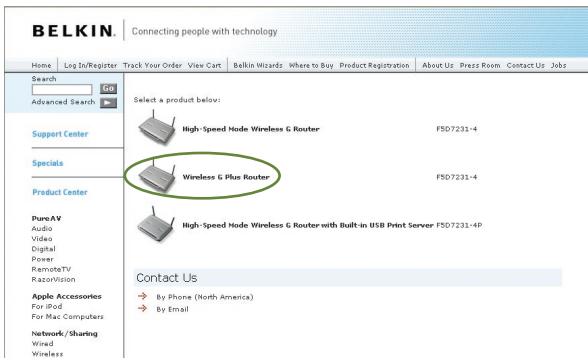 BELKIN.
Connecting people with technology
Home Log In/Register Track Your Order View Cart Belkin Wizards Where to Buy Product Registration About Us Press Room Contact Us Jobs
Search
Go
Advanced Search
Support Center
Specials
Product Center
PureAV
Audio
Video
Digital
Power
RemoteTV
RazorVision
Apple Accessories
For iPod
For Mac Computers
Network/Sharing
Wired
Wireless
Select a product below:
High-Speed Mode Wireless G Router F5D7231-4
Wireless G Plus Router F5D7231-4
High-Speed Mode Wireless G Router with Built-in USB Print Server F5D7231-4P
Contact Us
By Phone (North America)
By Email